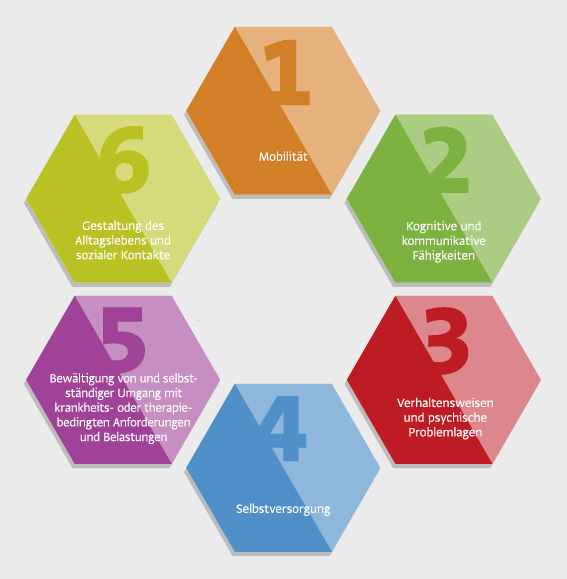 1
Mobilität
2
Kognitive und
kommunikative
Fähigkeiten
3
Verhaltensweisen
und psychische
Problemlagen
4
Selbstversorgung
5
Bewältigung von und selbst-
ständiger Umgang mit
krankheits- oder therapie-
bedingten Anforderungen
und Belastungen
6
Gestaltung des
Alltagslebens und
sozialer Kontakte